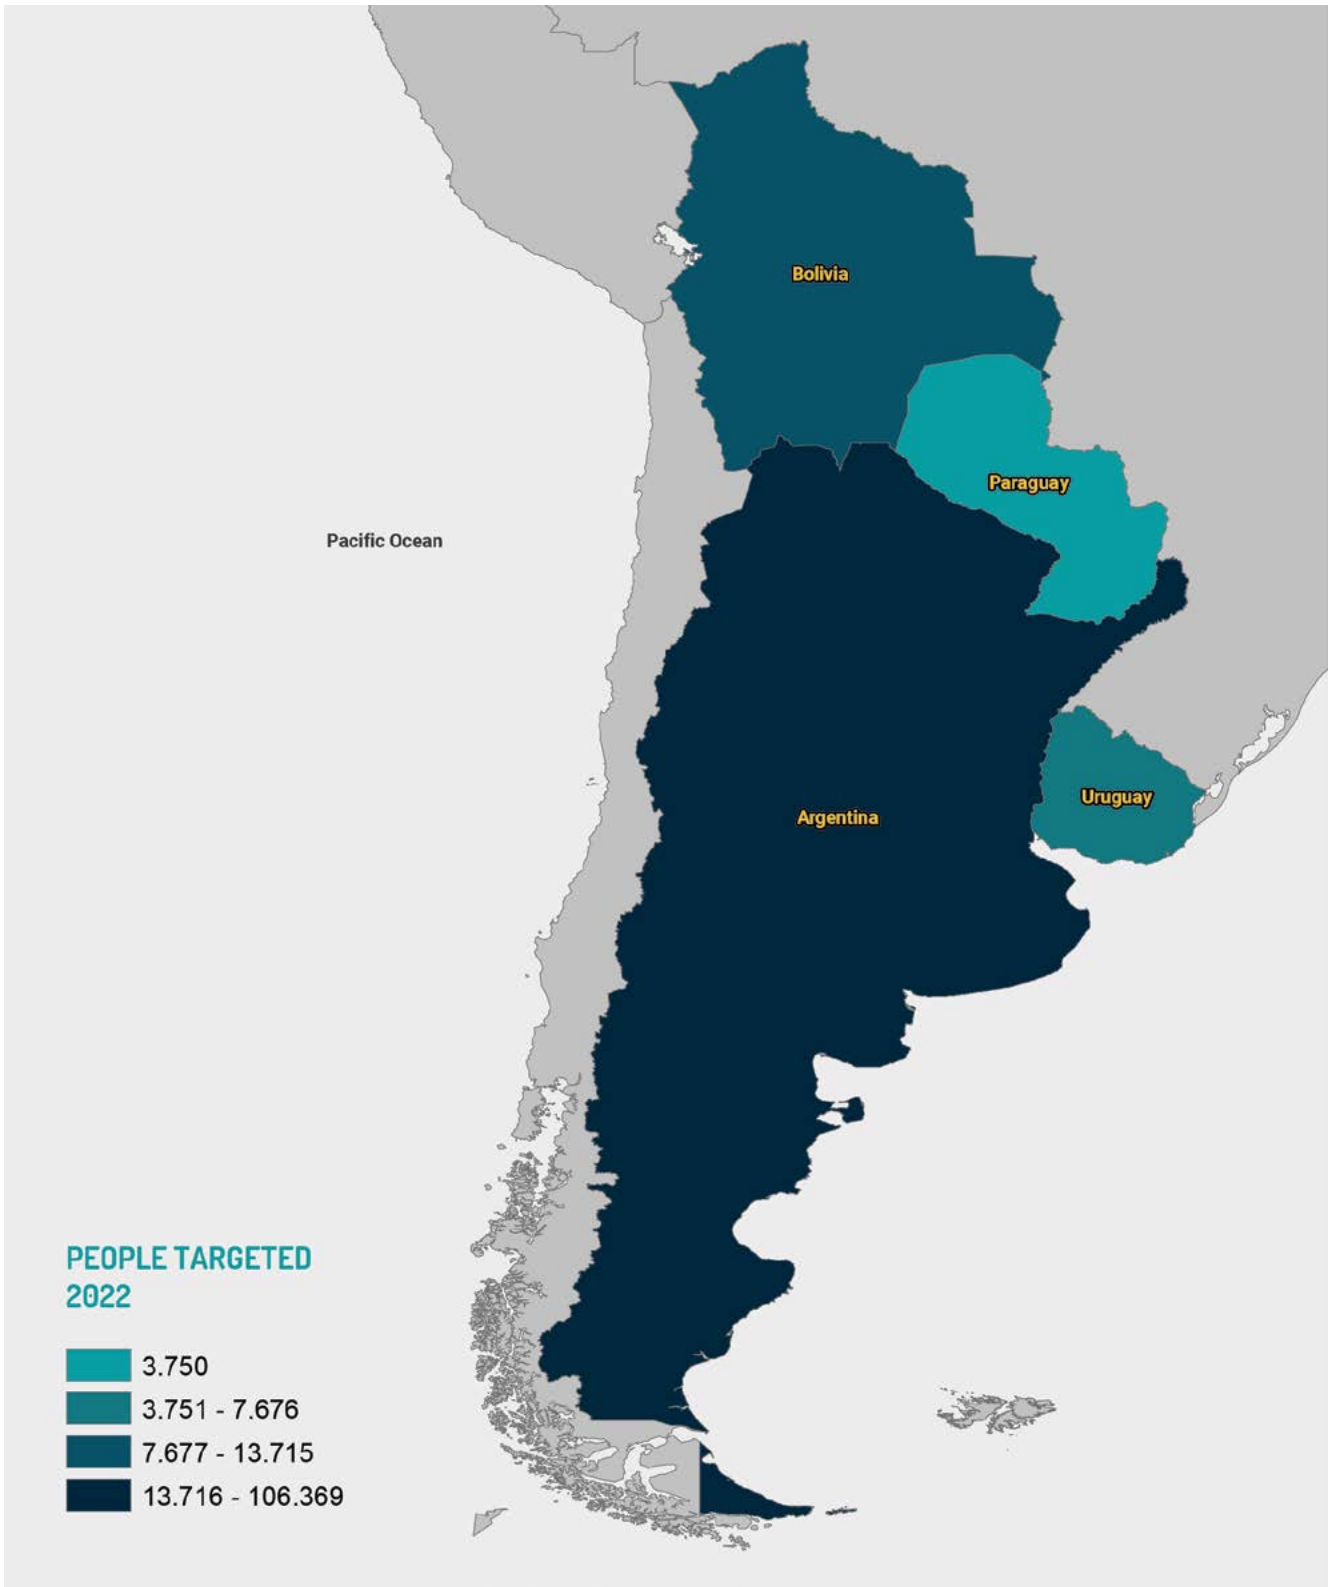 Bolivia
Paraguay
Pacific Ocean
Uruguay
Argentina
PEOPLE TARGETED
2022
3.750
3.751 - 7.676
7.677 - 13.715
13.716 - 106.369